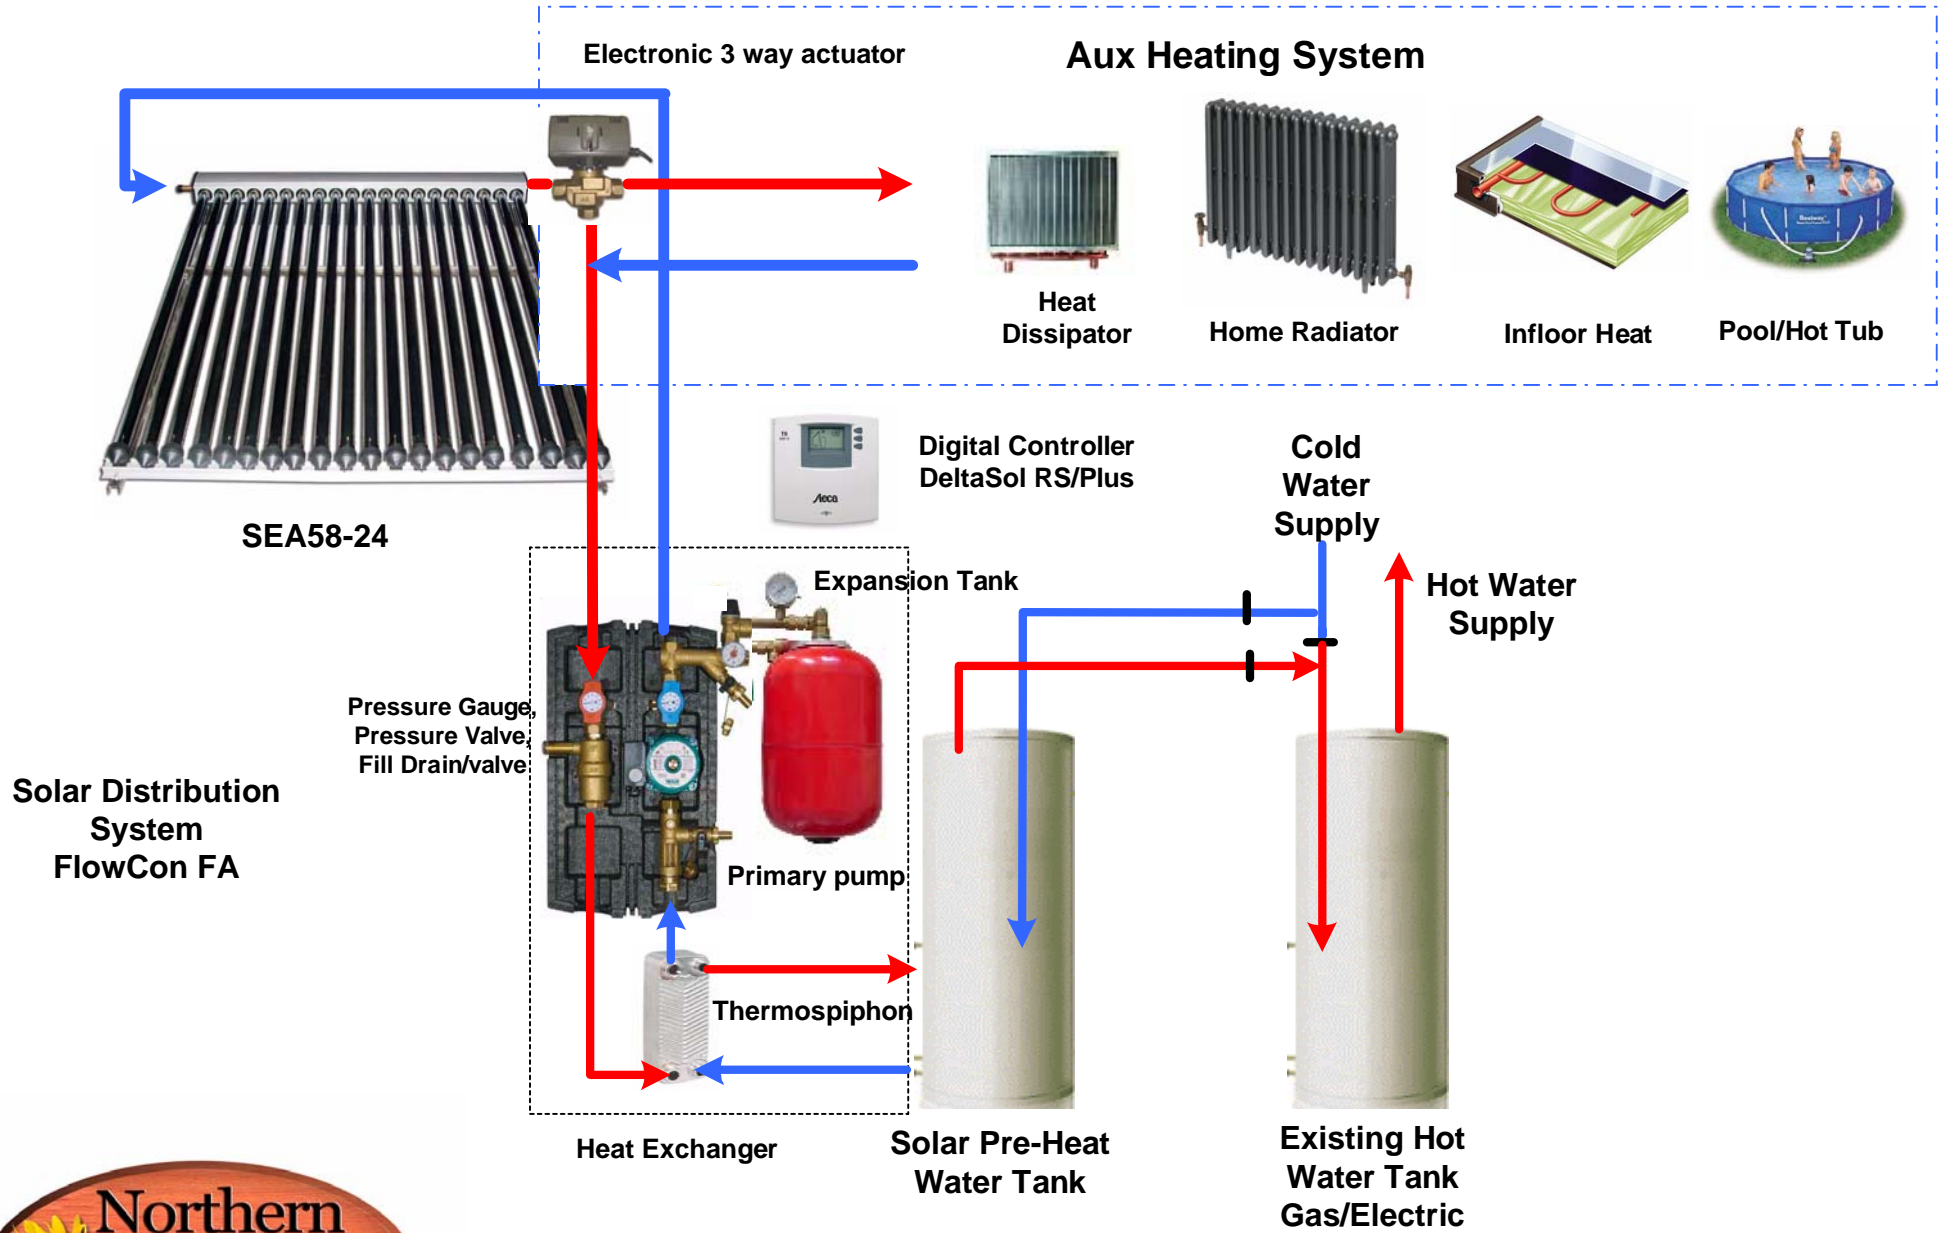 Electronic 3 way actuator
Aux Heating System
Heat
Dissipator
Home Radiator
Infloor Heat
Pool/Hot Tub
Bestway
SEA58-24
Digital Controller
DeltaSol RS/Plus
Cold
Water
Supply
Hot Water
Supply
Expansion Tank
Pressure Gauge,
Pressure Valve,
Fill Drain/valve
Solar Distribution
System
FlowCon FA
Primary pump
Thermospiphon
Heat Exchanger
Solar Pre-Heat
Water Tank
Existing Hot
Water Tank
Gas/Electric
Northern